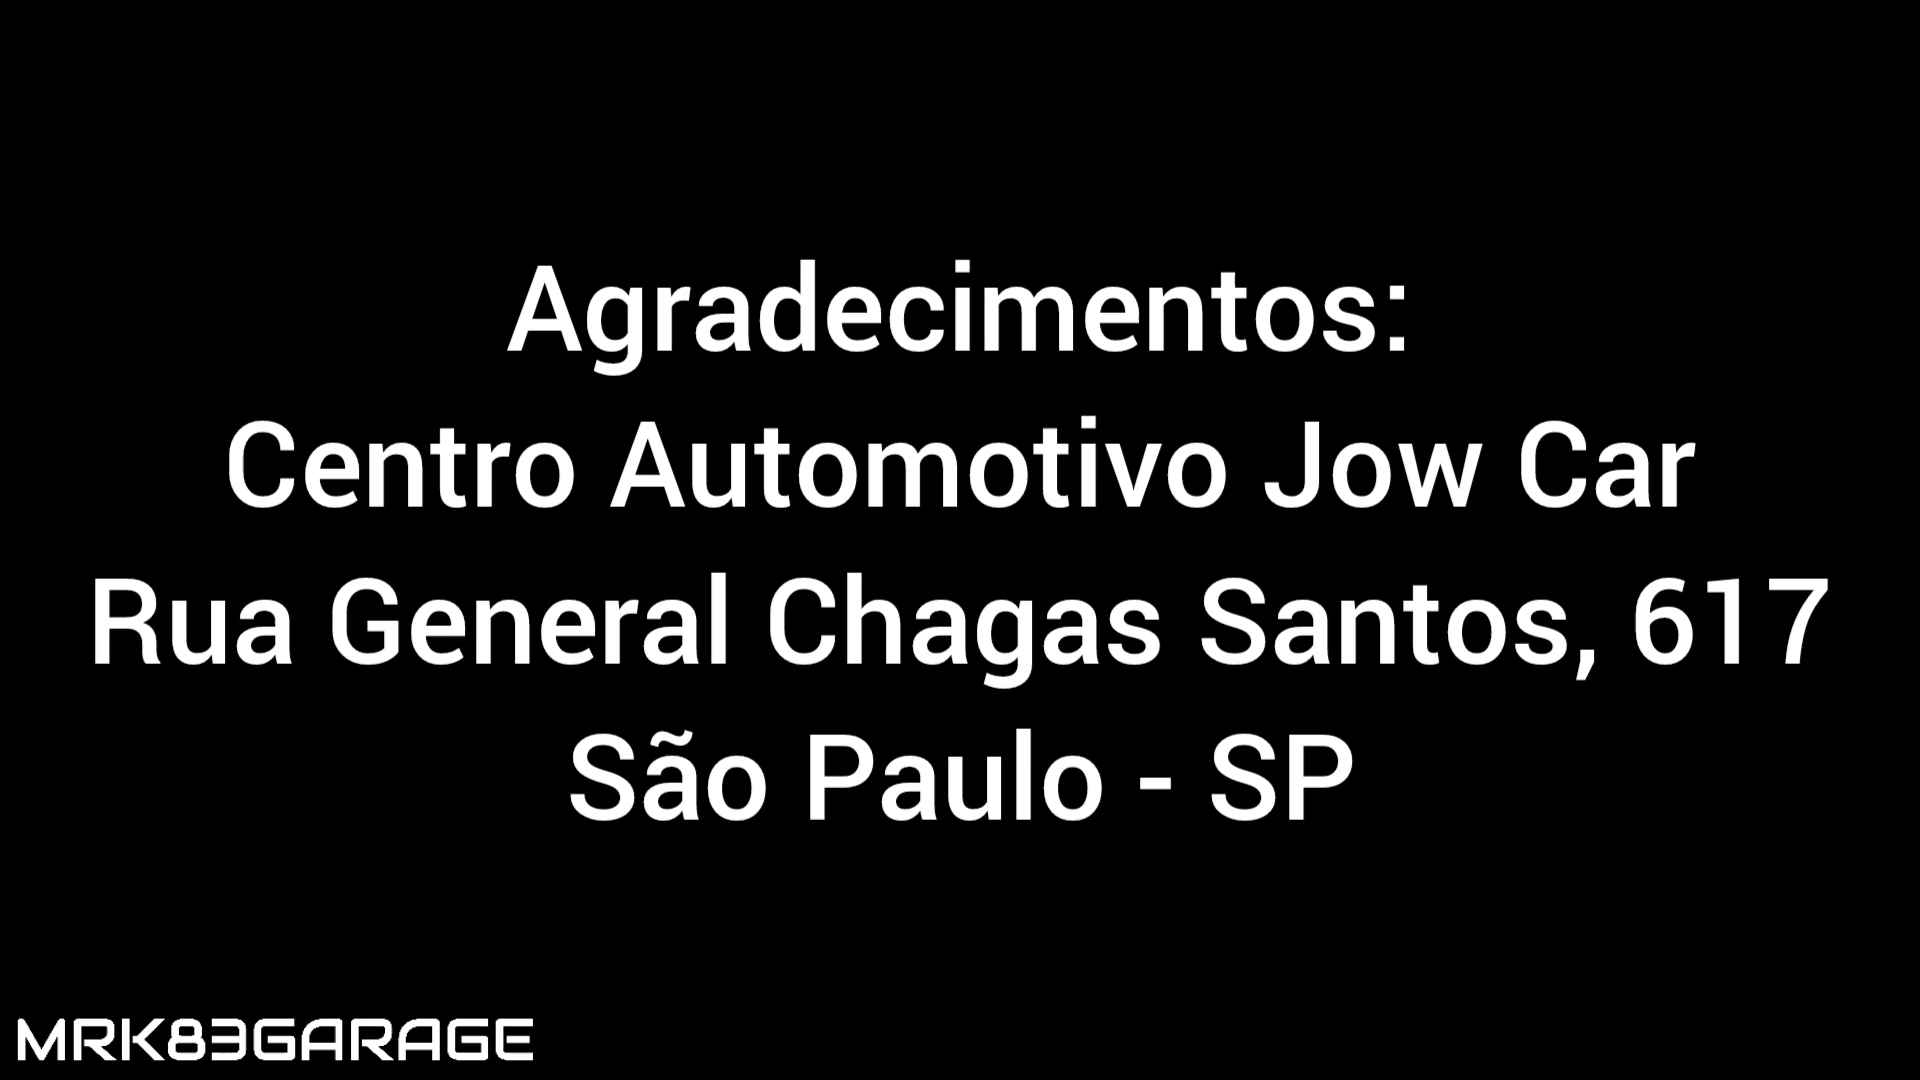 Agradecimentos:
Centro Automotivo Jow Car
Rua General Chagas Santos, 617
São Paulo - SP
MRK83GARAGE